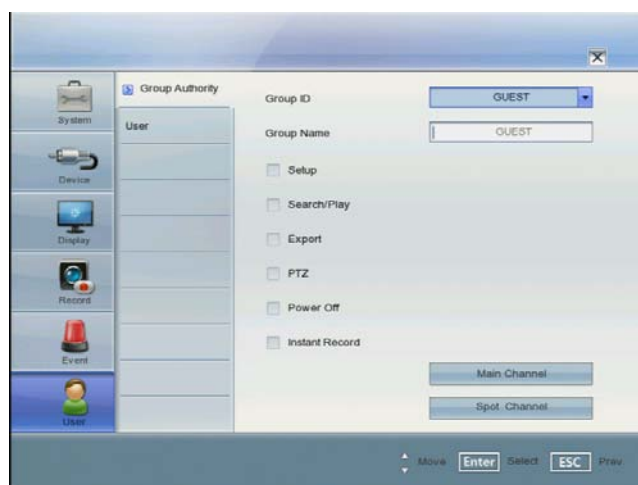 System
Device
Display
Record
Event
User
Group Authority
User
Group ID
GUEST
Group Name
GUEST
Setup
Search/Play
Export
PTZ
Power Off
Instant Record
Main Channel
Spot Channel
Move Enter Select ESC Prev